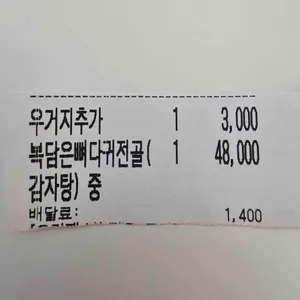 우거지추가 1 3,000
복담은뼈다귀전골( 1 48,000
감자탕) 중
배달료: 1,400